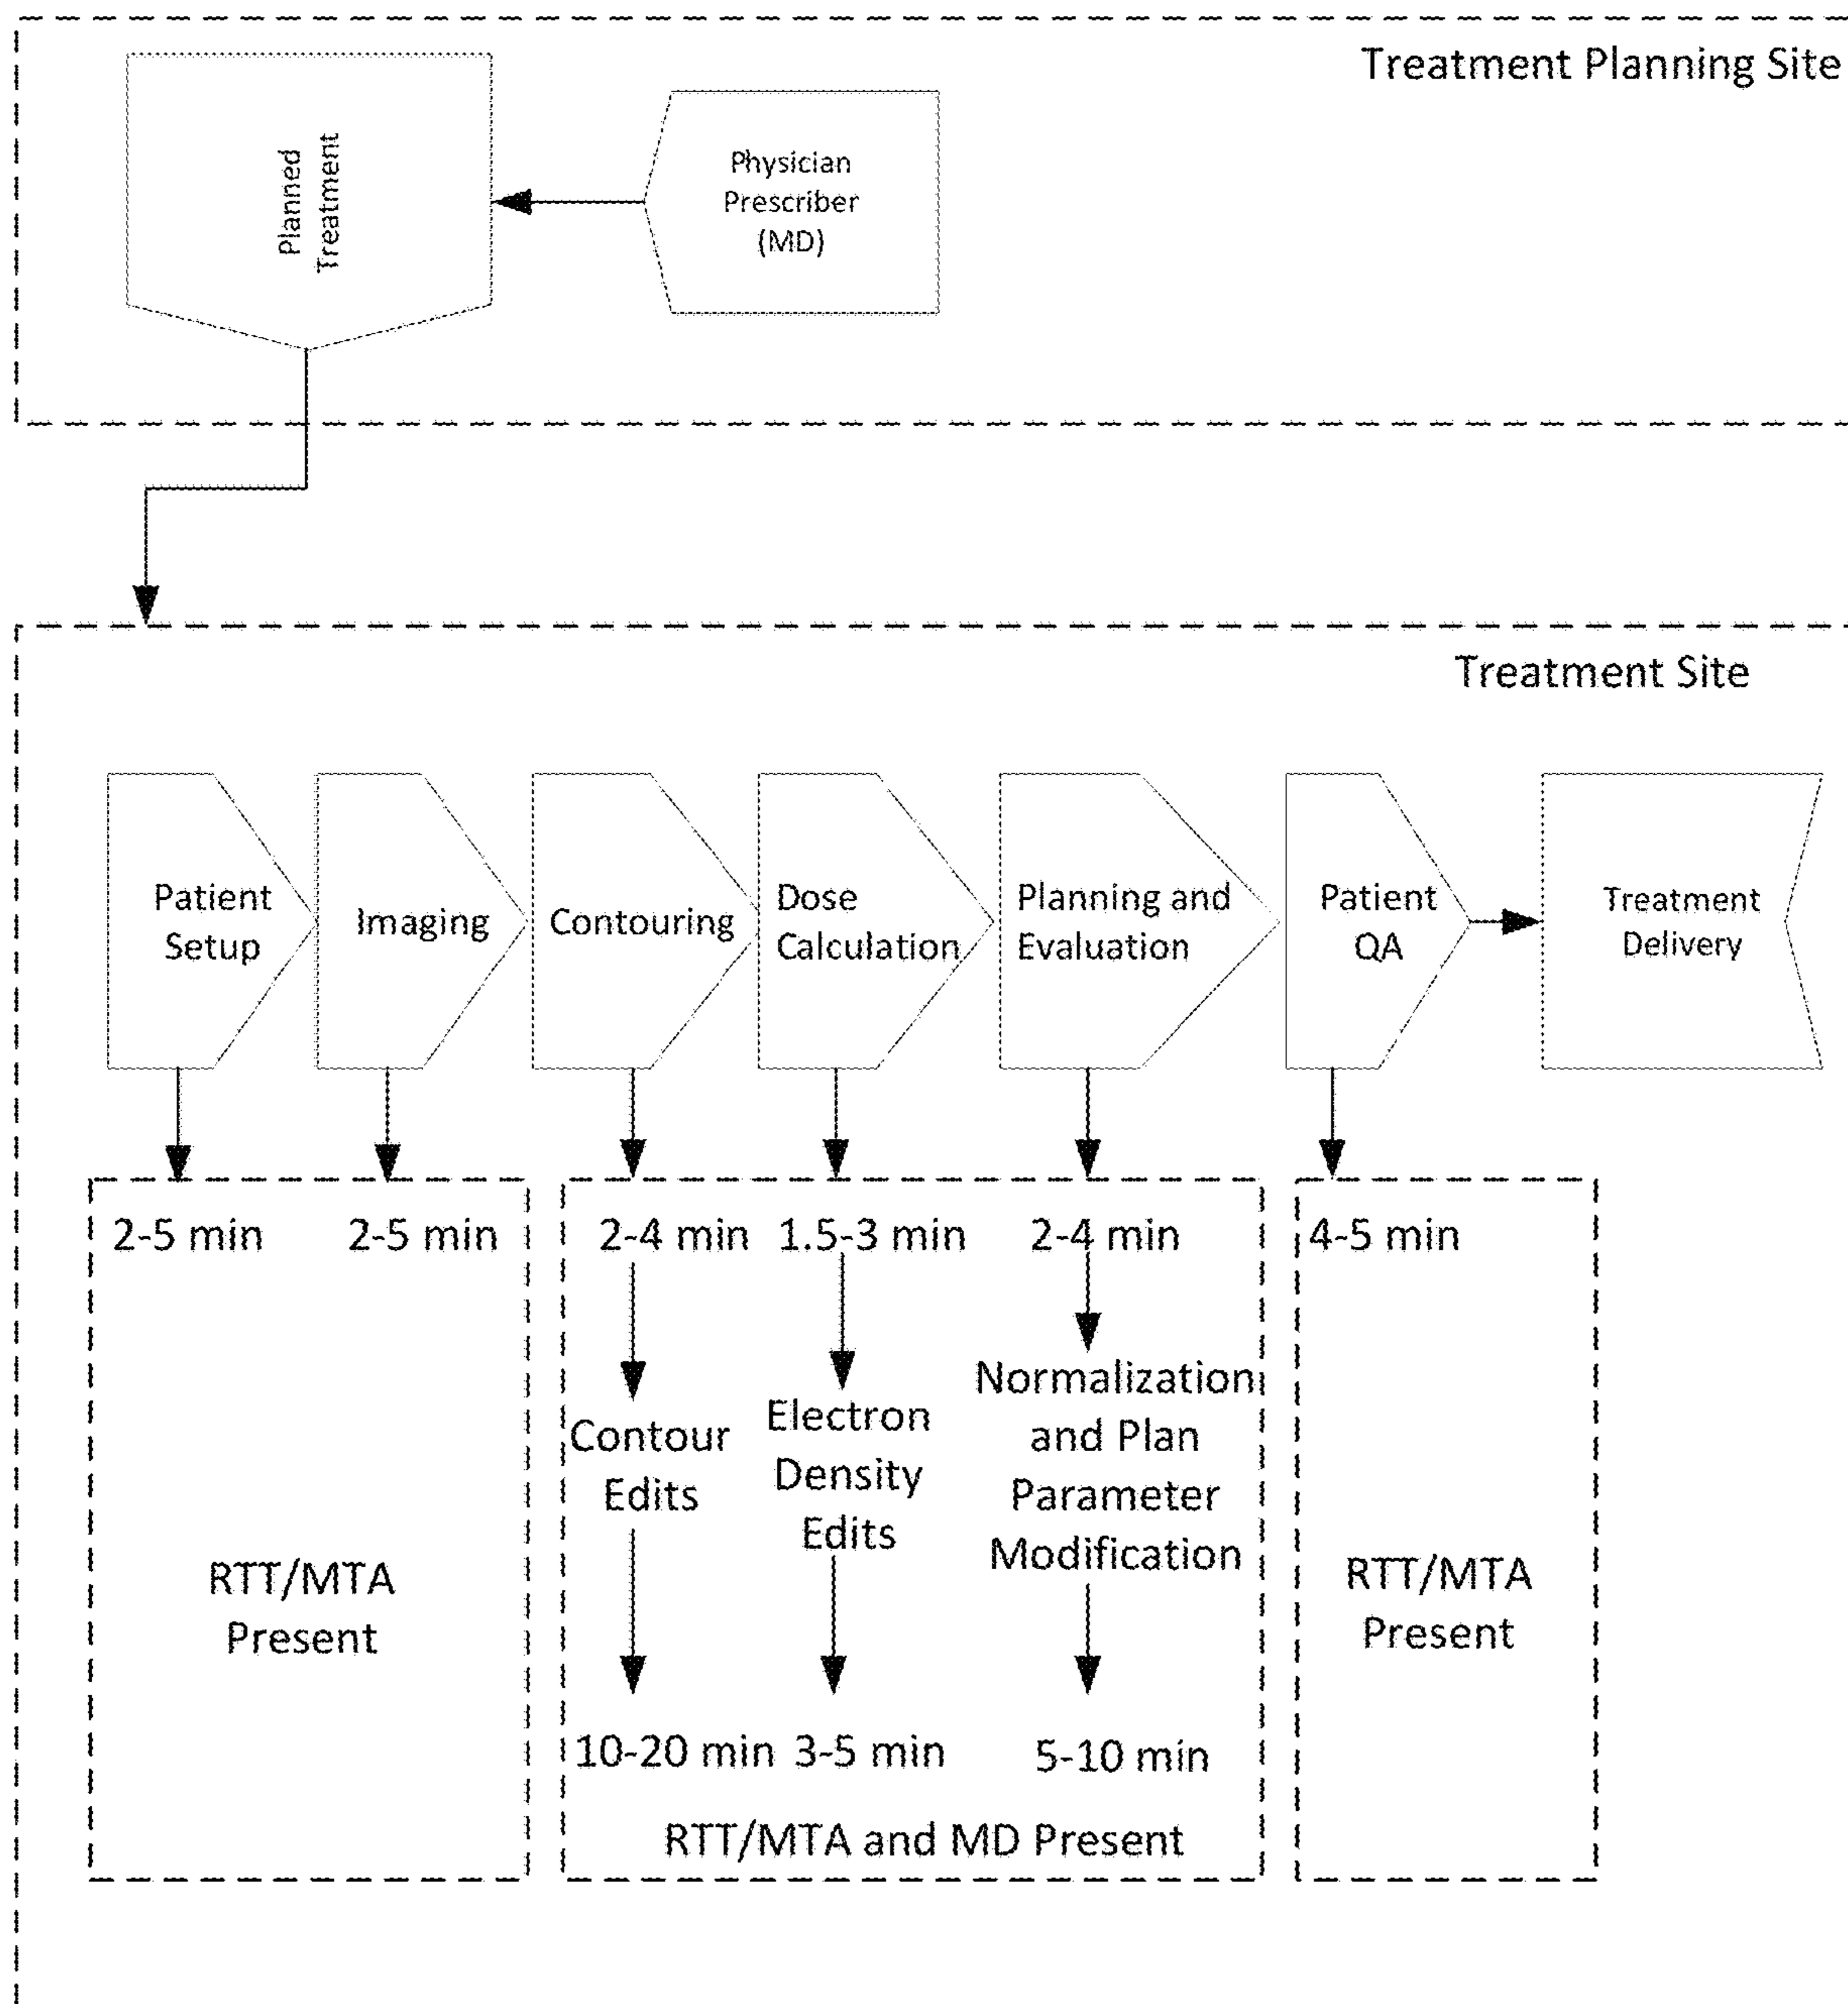 Treatment Planning Site
Planned
Treatment
Physician
Prescriber
(MD)
Treatment Site
Patient
Setup
Imaging
Contouring
Dose
Calculation
Planning and
Evaluation
Patient
QA
Treatment
Delivery
2-5 min
2-5 min
2-4 min
1.5-3 min
2-4 min
4-5 min
RTT/MTA
Present
Contour
Edits
Electron
Density
Edits
Normalization
and Plan
Parameter
Modification
10-20 min
3-5 min
5-10 min
RTT/MTA and MD Present
RTT/MTA
Present